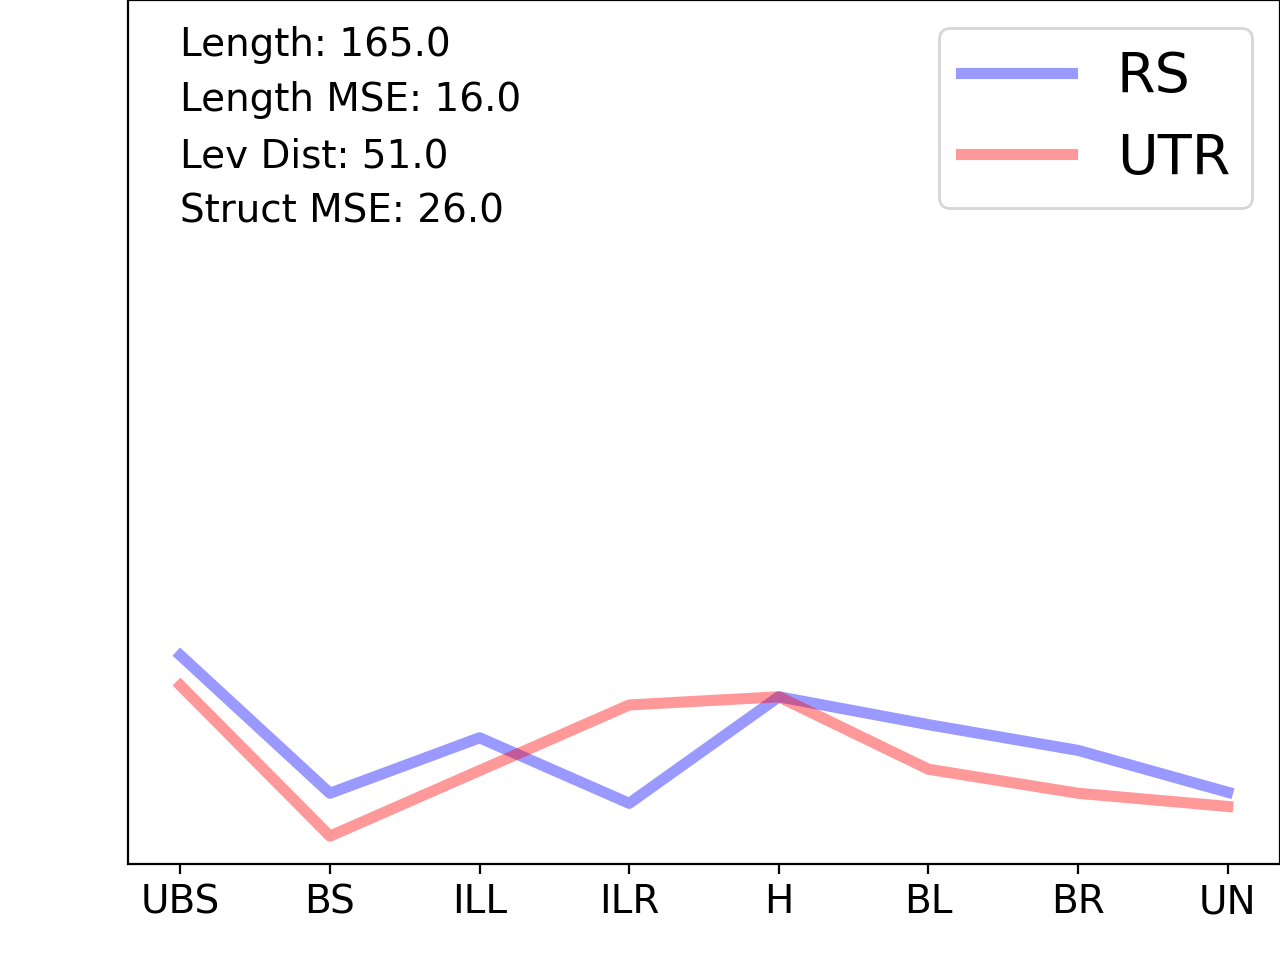 Length: 165.0
Length MSE: 16.0
Lev Dist: 51.0
Struct MSE: 26.0
RS
UTR
UBS BS ILL ILR H BL BR UN